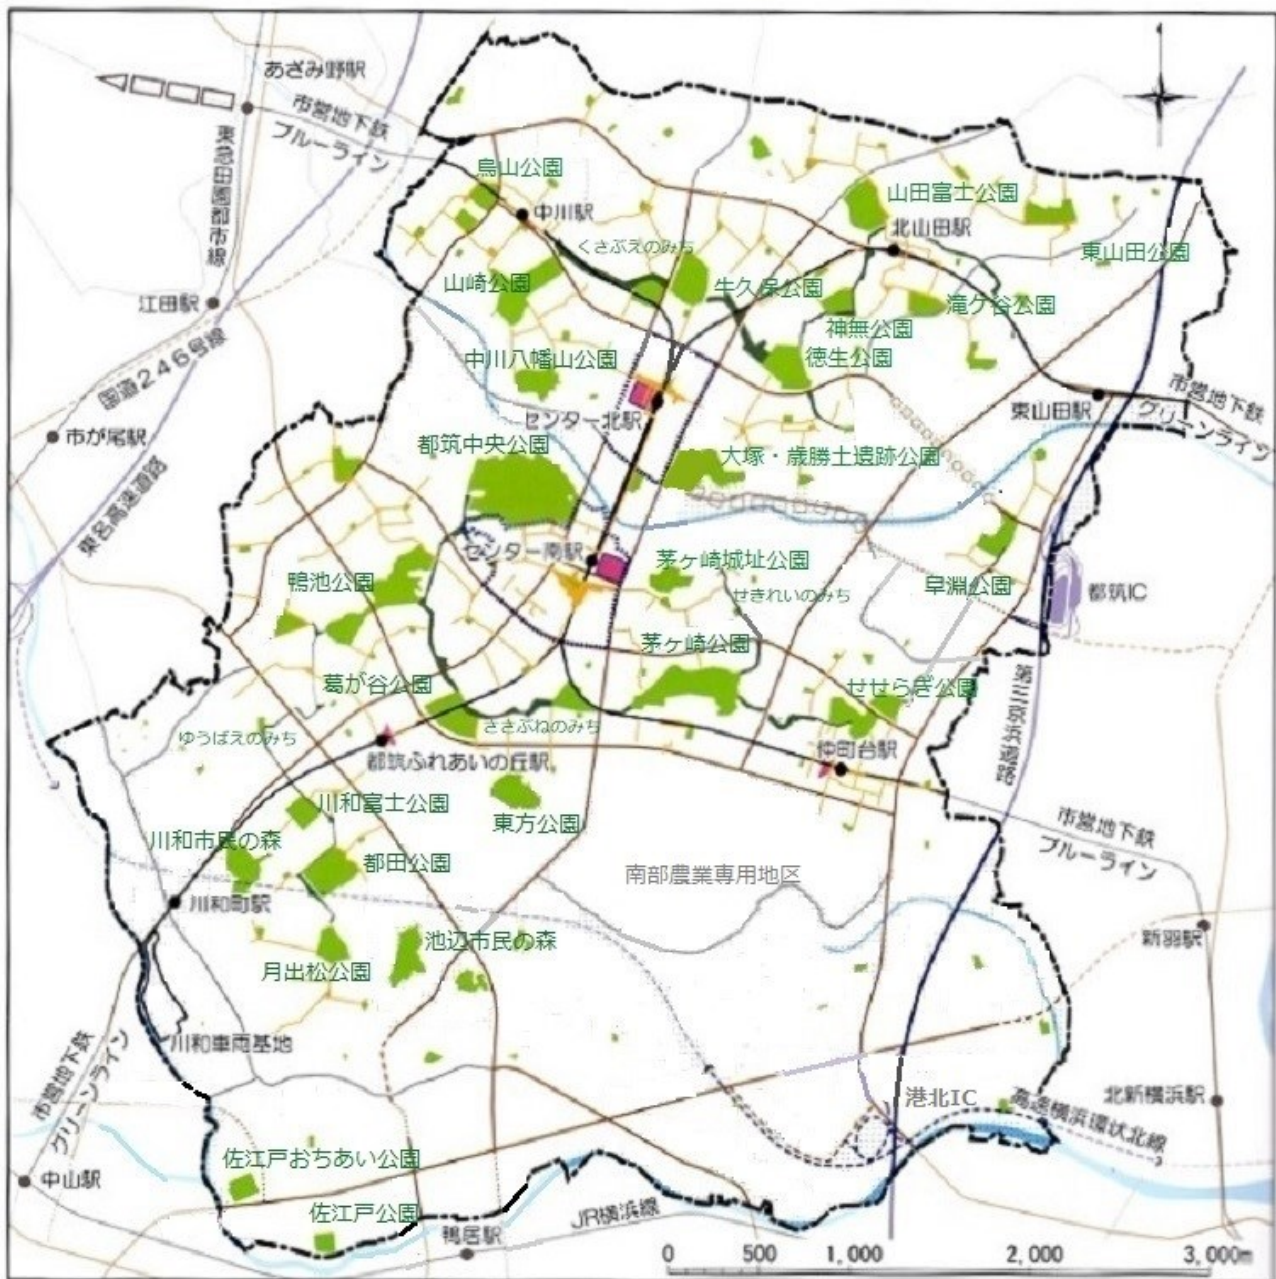 あざみ野駅
市営地下鉄
ブルーライン
東急田園都市線
鳥山公園
中川駅
山田富士公園
北山田駅
くさぶえのみち
東山田公園
山崎公園
牛久保公園
滝ケ谷公園
江田駅
神無公園
中川八幡山公園
徳生公園
国道246号線
センター北駅
東山田駅
市営地下鉄
グリーンライン
市が尾駅
都筑中央公園
大塚・歳勝土遺跡公園
東名高速道路
センター南駅
茅ヶ崎城址公園
鴨池公園
せきれいのみち
早淵公園
都筑IC
茅ヶ崎公園
葛が谷公園
せせらぎ公園
第三京浜道路
ゆうばえのみち
ささぶねのみち
都筑ふれあいの丘駅
仲町台駅
川和富士公園
東方公園
市営地下鉄
ブルーライン
川和市民の森
都田公園
南部農業専用地区
川和町駅
池辺市民の森
新羽駅
月出松公園
川和車両基地
市営地下鉄
グリーンライン
港北IC
高速横浜環状北線
北新横浜駅
佐江戸おちあい公園
中山駅
佐江戸公園
鴨居駅
JR横浜線
0 500 1,000 2,000 3,000m